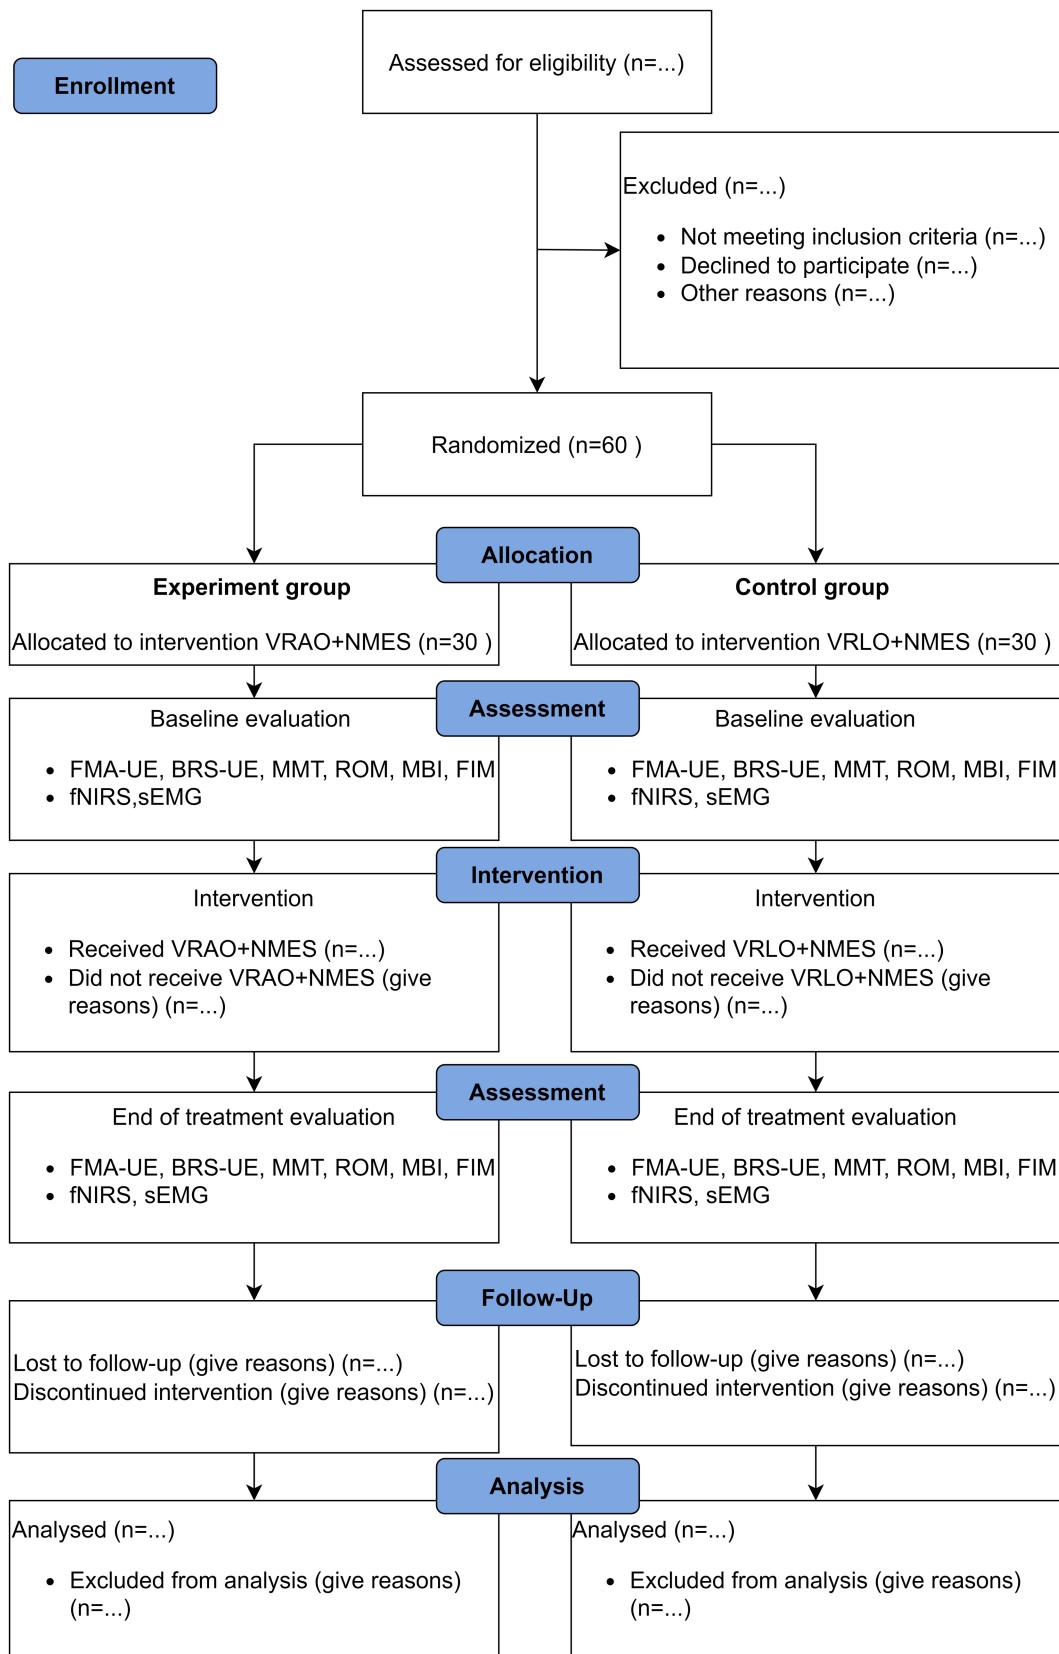 Assessed for eligibility (n=...)
Enrollment
Excluded (n=...)
• Not meeting inclusion criteria (n=...)
• Declined to participate (n=...)
• Other reasons (n=...)
Randomized (n=60 )
Allocation
Experiment group
Allocated to intervention VRAO+NMES (n=30 )
Control group
Allocated to intervention VRLO+NMES (n=30 )
Assessment
Baseline evaluation
• FMA-UE, BRS-UE, MMT, ROM, MBI, FIM
• fNIRS,sEMG
Baseline evaluation
• FMA-UE, BRS-UE, MMT, ROM, MBI, FIM
• fNIRS, sEMG
Intervention
Intervention
• Received VRAO+NMES (n=...)
• Did not receive VRAO+NMES (give
reasons) (n=...)
Intervention
• Received VRLO+NMES (n=...)
• Did not receive VRLO+NMES (give
reasons) (n=...)
Assessment
End of treatment evaluation
• FMA-UE, BRS-UE, MMT, ROM, MBI, FIM
• fNIRS, sEMG
End of treatment evaluation
• FMA-UE, BRS-UE, MMT, ROM, MBI, FIM
• fNIRS, sEMG
Follow-Up
Lost to follow-up (give reasons) (n=...)
Discontinued intervention (give reasons) (n=...)
Lost to follow-up (give reasons) (n=...)
Discontinued intervention (give reasons) (n=...)
Analysis
Analysed (n=...)
• Excluded from analysis (give reasons)
(n=...)
Analysed (n=...)
• Excluded from analysis (give reasons)
(n=...)